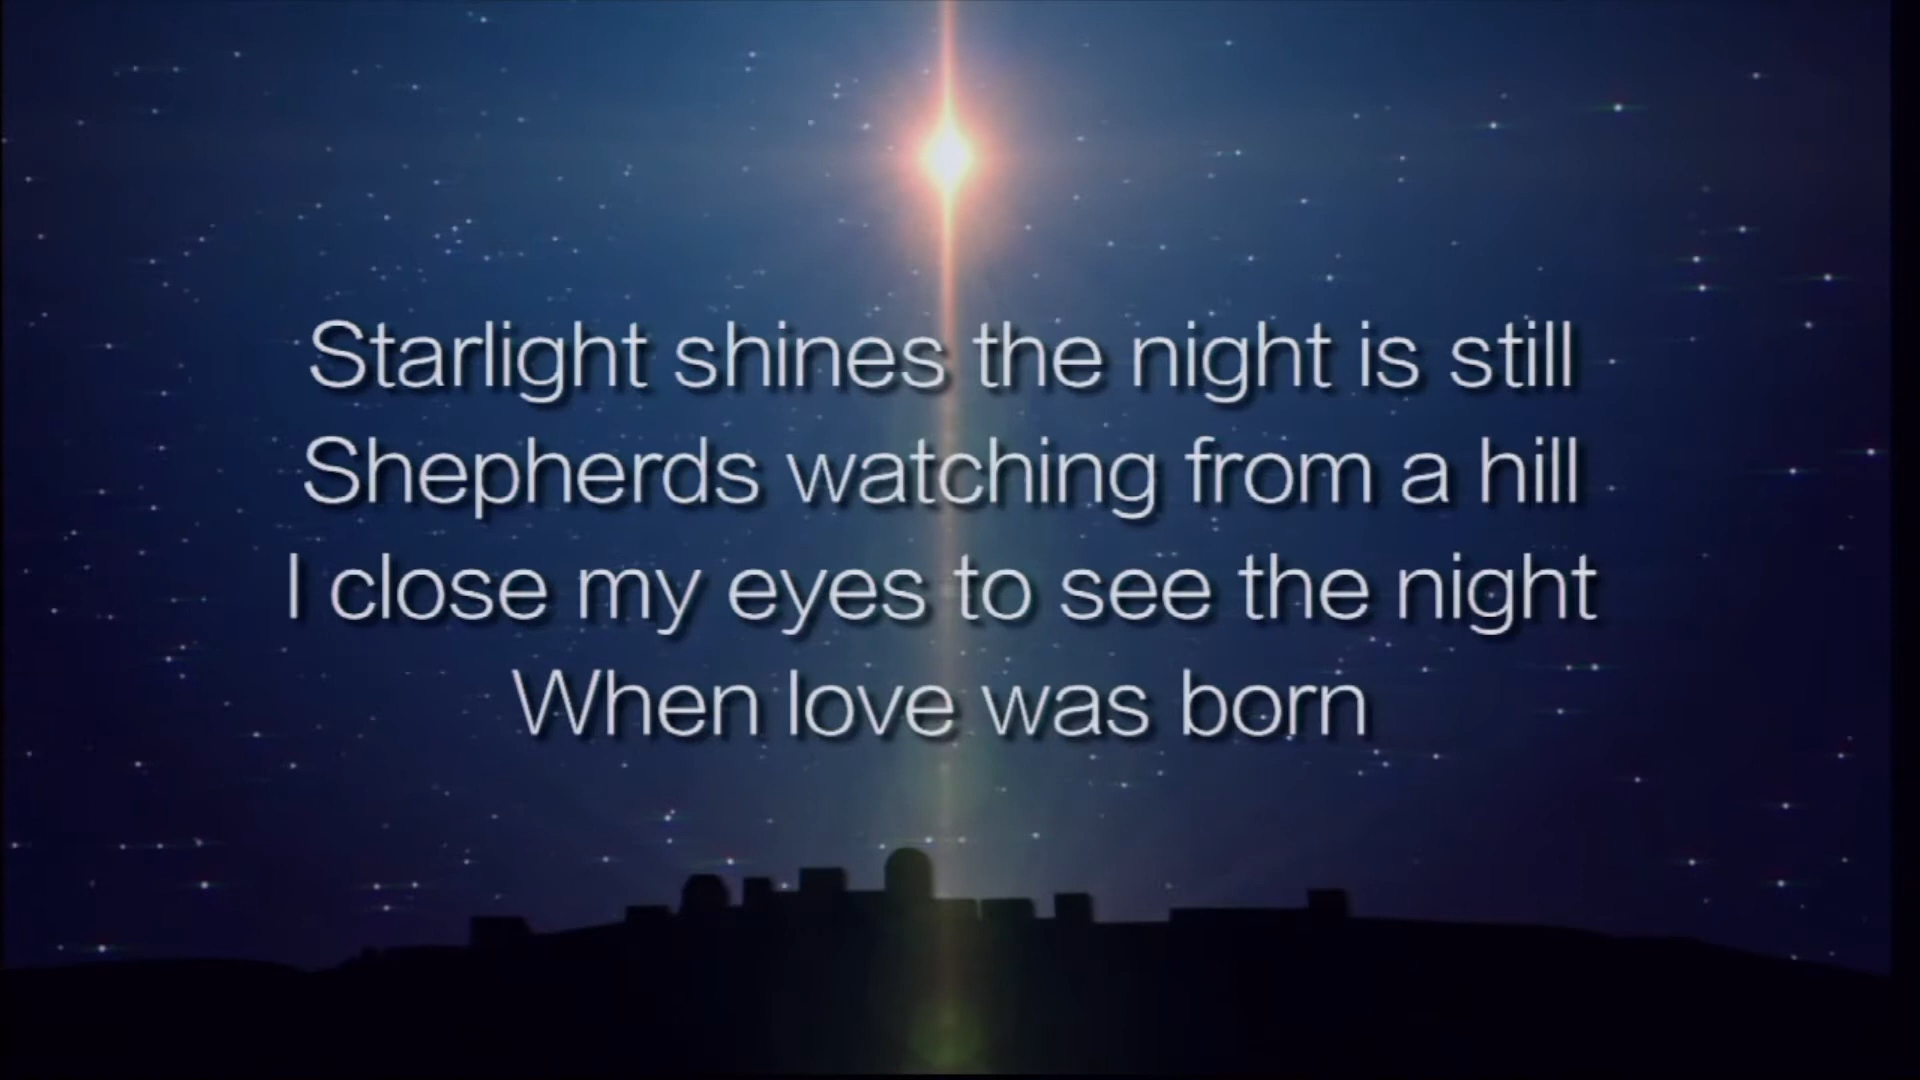 Starlight shines the night is still
Shepherds watching from a hill
I close my eyes to see the night
When love was born